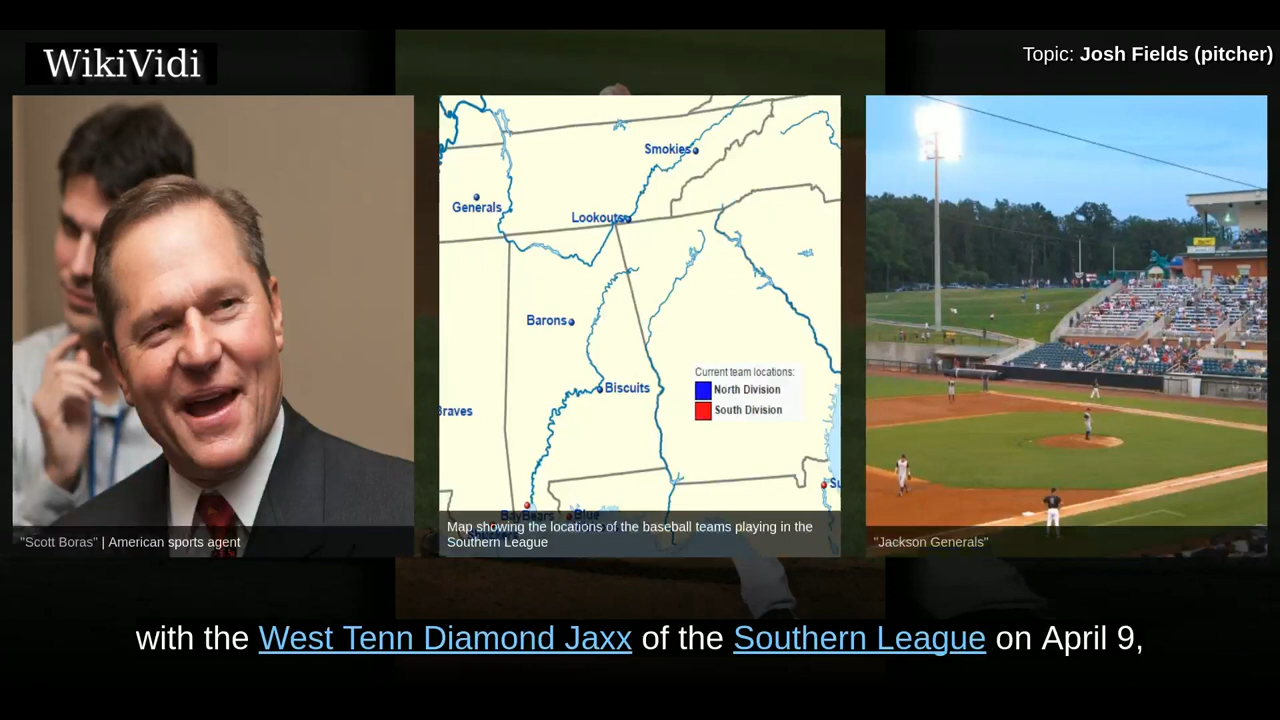 WikiVidi
Topic: Josh Fields (pitcher)
Smokies
Generals
Lookouts
Barons
Current team locations:
North Division
South Division
Biscuits
Braves
BayBears
Blue
Map showing the locations of the baseball teams playing in the
Southern League
"Scott Boras" | American sports agent
"Jackson Generals"
with the West Tenn Diamond Jaxx of the Southern League on April 9,